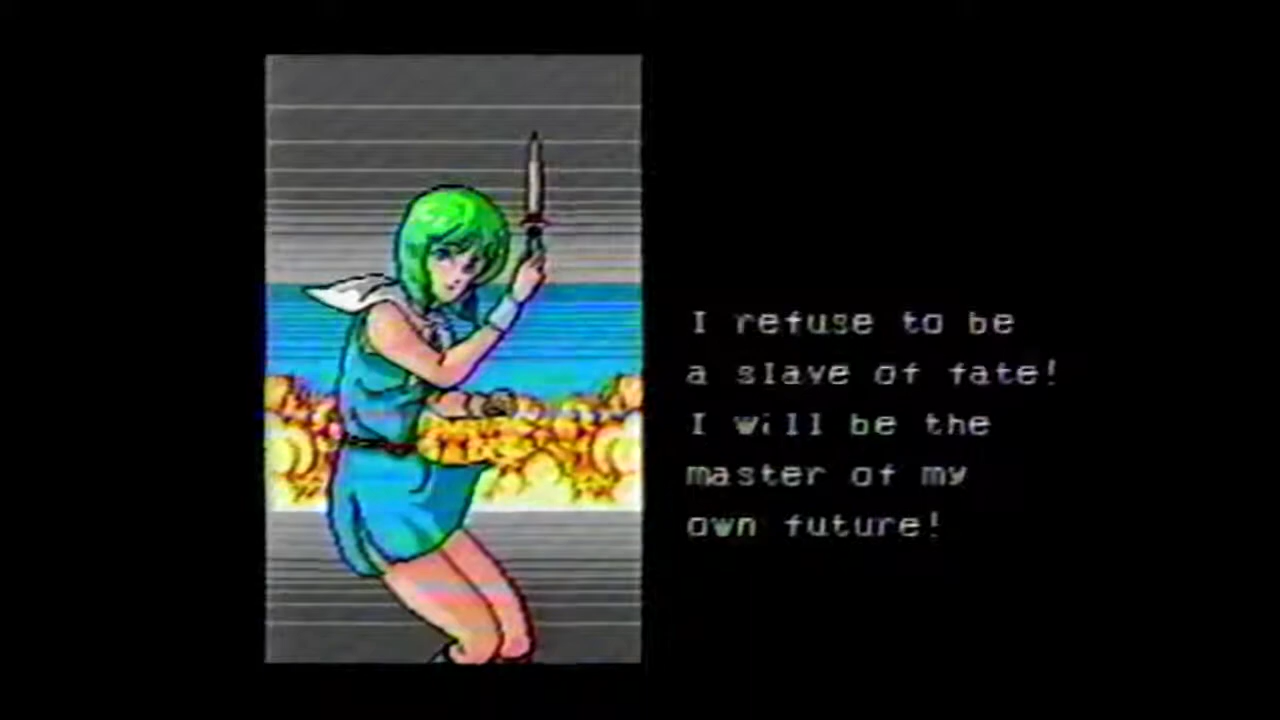 I refuse to be
a slave of fate!
I will be the
master of my
own future!